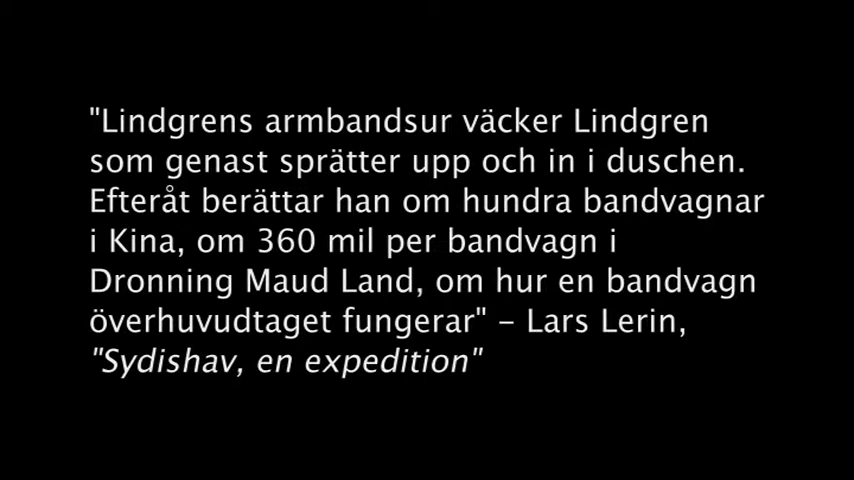 "Lindgrens armbandsur väcker Lindgren
som genast sprätter upp och in i duschen.
Efteråt berättar han om hundra bandvagnar
i Kina, om 360 mil per bandvagn i
Dronning Maud Land, om hur en bandvagn
överhuvudtaget fungerar" – Lars Lerin,
"Sydishav, en expedition"